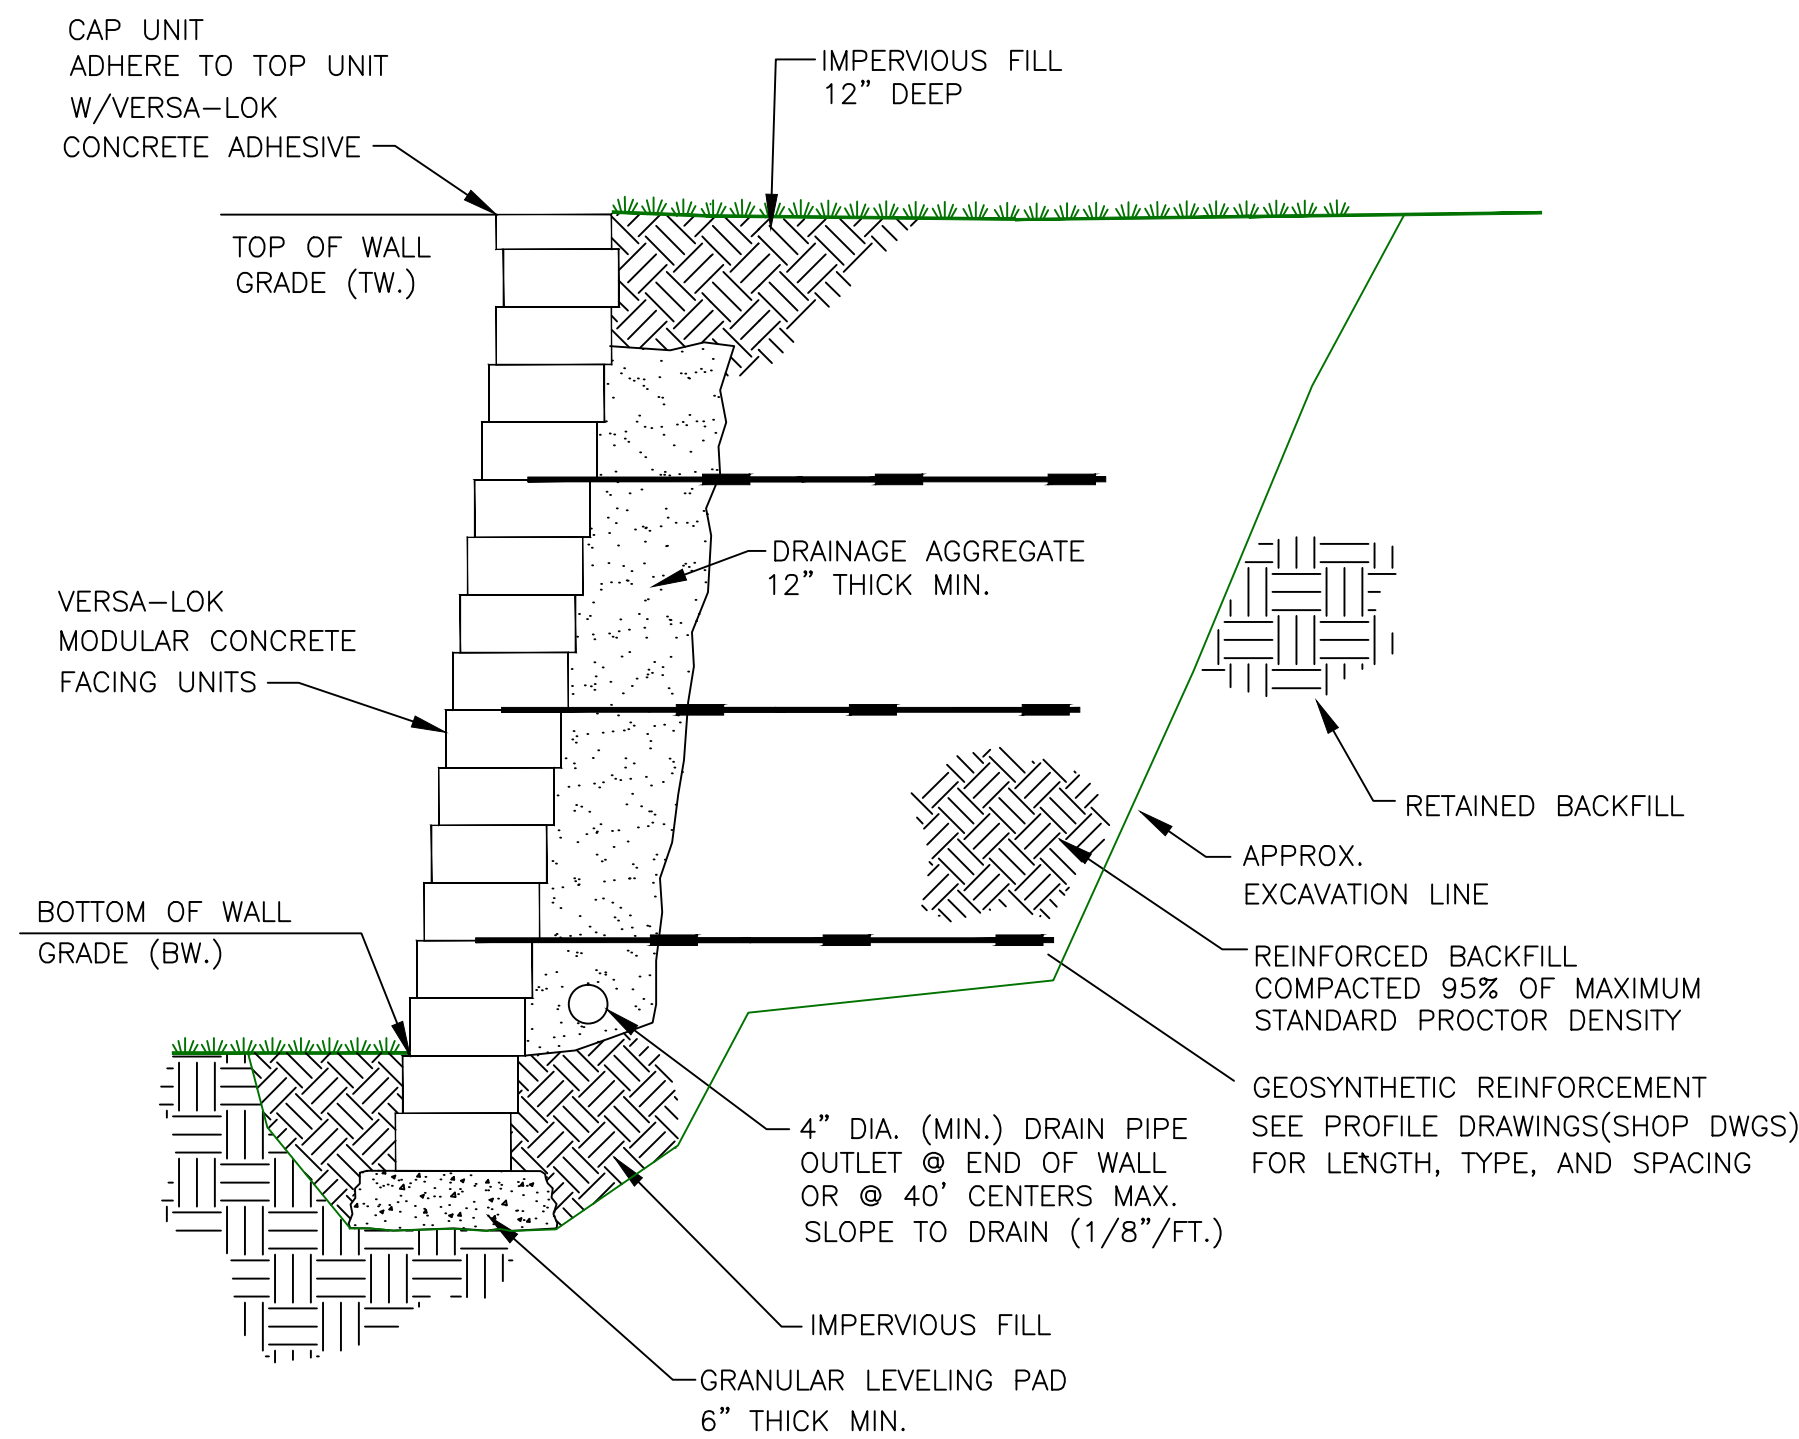 CAP UNIT
ADHERE TO TOP UNIT
W/VERSA-LOK
CONCRETE ADHESIVE
IMPERVIOUS FILL
12" DEEP
TOP OF WALL
GRADE (TW.)
DRAINAGE AGGREGATE
12" THICK MIN.
VERSA-LOK
MODULAR CONCRETE
FACING UNITS
RETAINED BACKFILL
APPROX.
EXCAVATION LINE
BOTTOM OF WALL
GRADE (BW.)
REINFORCED BACKFILL
COMPACTED 95% OF MAXIMUM
STANDARD PROCTOR DENSITY
GEOSYNTHETIC REINFORCEMENT
SEE PROFILE DRAWINGS(SHOP DWGS)
FOR LENGTH, TYPE, AND SPACING
4" DIA. (MIN.) DRAIN PIPE
OUTLET @ END OF WALL
OR @ 40' CENTERS MAX.
SLOPE TO DRAIN (1/8"/FT.)
IMPERVIOUS FILL
GRANULAR LEVELING PAD
6" THICK MIN.